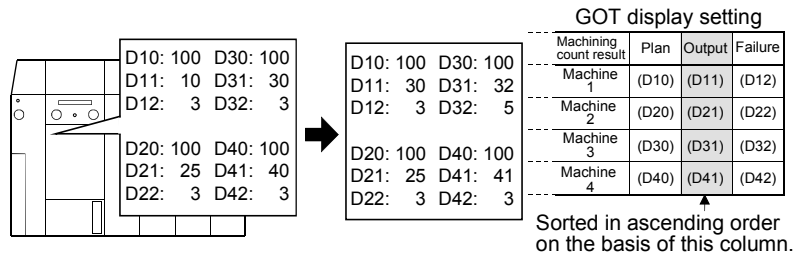 D10: 100 D30: 100
D11: 10 D31: 30
D12: 3 D32: 3
D20: 100 D40: 100
D21: 25 D41: 40
D22: 3 D42: 3
D10: 100 D30: 100
D11: 30 D31: 32
D12: 3 D32: 5
D20: 100 D40: 100
D21: 25 D41: 41
D22: 3 D42: 3
GOT display setting
Machining count result Plan Output Failure
Machine 1 (D10) (D11) (D12)
Machine 2 (D20) (D21) (D22)
Machine 3 (D30) (D31) (D32)
Machine 4 (D40) (D41) (D42)
Sorted in ascending order
on the basis of this column.